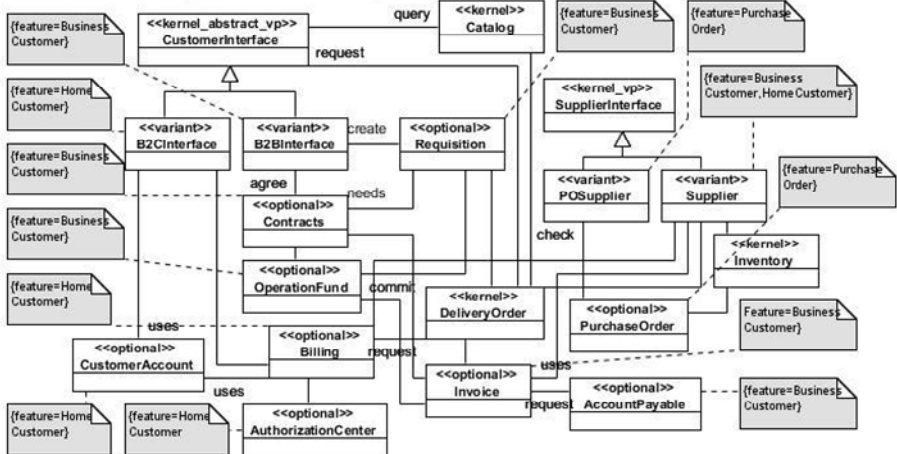 {feature=Business
Customer}
<<kernel_abstract_vp>>
CustomerInterface
query
<<kernel>>
Catalog
{feature=Business
Customer}
{feature=Purchase
Order}
request
{feature=Home
Customer}
<<kernel_vp>>
SupplierInterface
{feature=Business
Customer,HomeCustomer}
<<variant>>
B2CInterface
<<variant>>
B2BInterface
create
<<optional>>
Requisition
{feature=Business
Customer}
agree
needs
<<variant>>
POSupplier
<<variant>>
Supplier
{feature=Purchase
Order}
<<optional>>
Contracts
{feature=Business
Customer}
check
<<kernel>>
Inventory
<<optional>>
OperationFund
commit
{feature=Home
Customer}
<<kernel>>
DeliveryOrder
<<optional>>
PurchaseOrder
Feature=Business
Customer}
uses
<<optional>>
Billing
request
<<optional>>
CustomerAccount
uses
<<optional>>
Invoice
uses
request
<<optional>>
AccountPayable
{feature=Business
Customer}
{feature=Home
Customer}
{feature=Home
Customer
<<optional>>
AuthorizationCenter